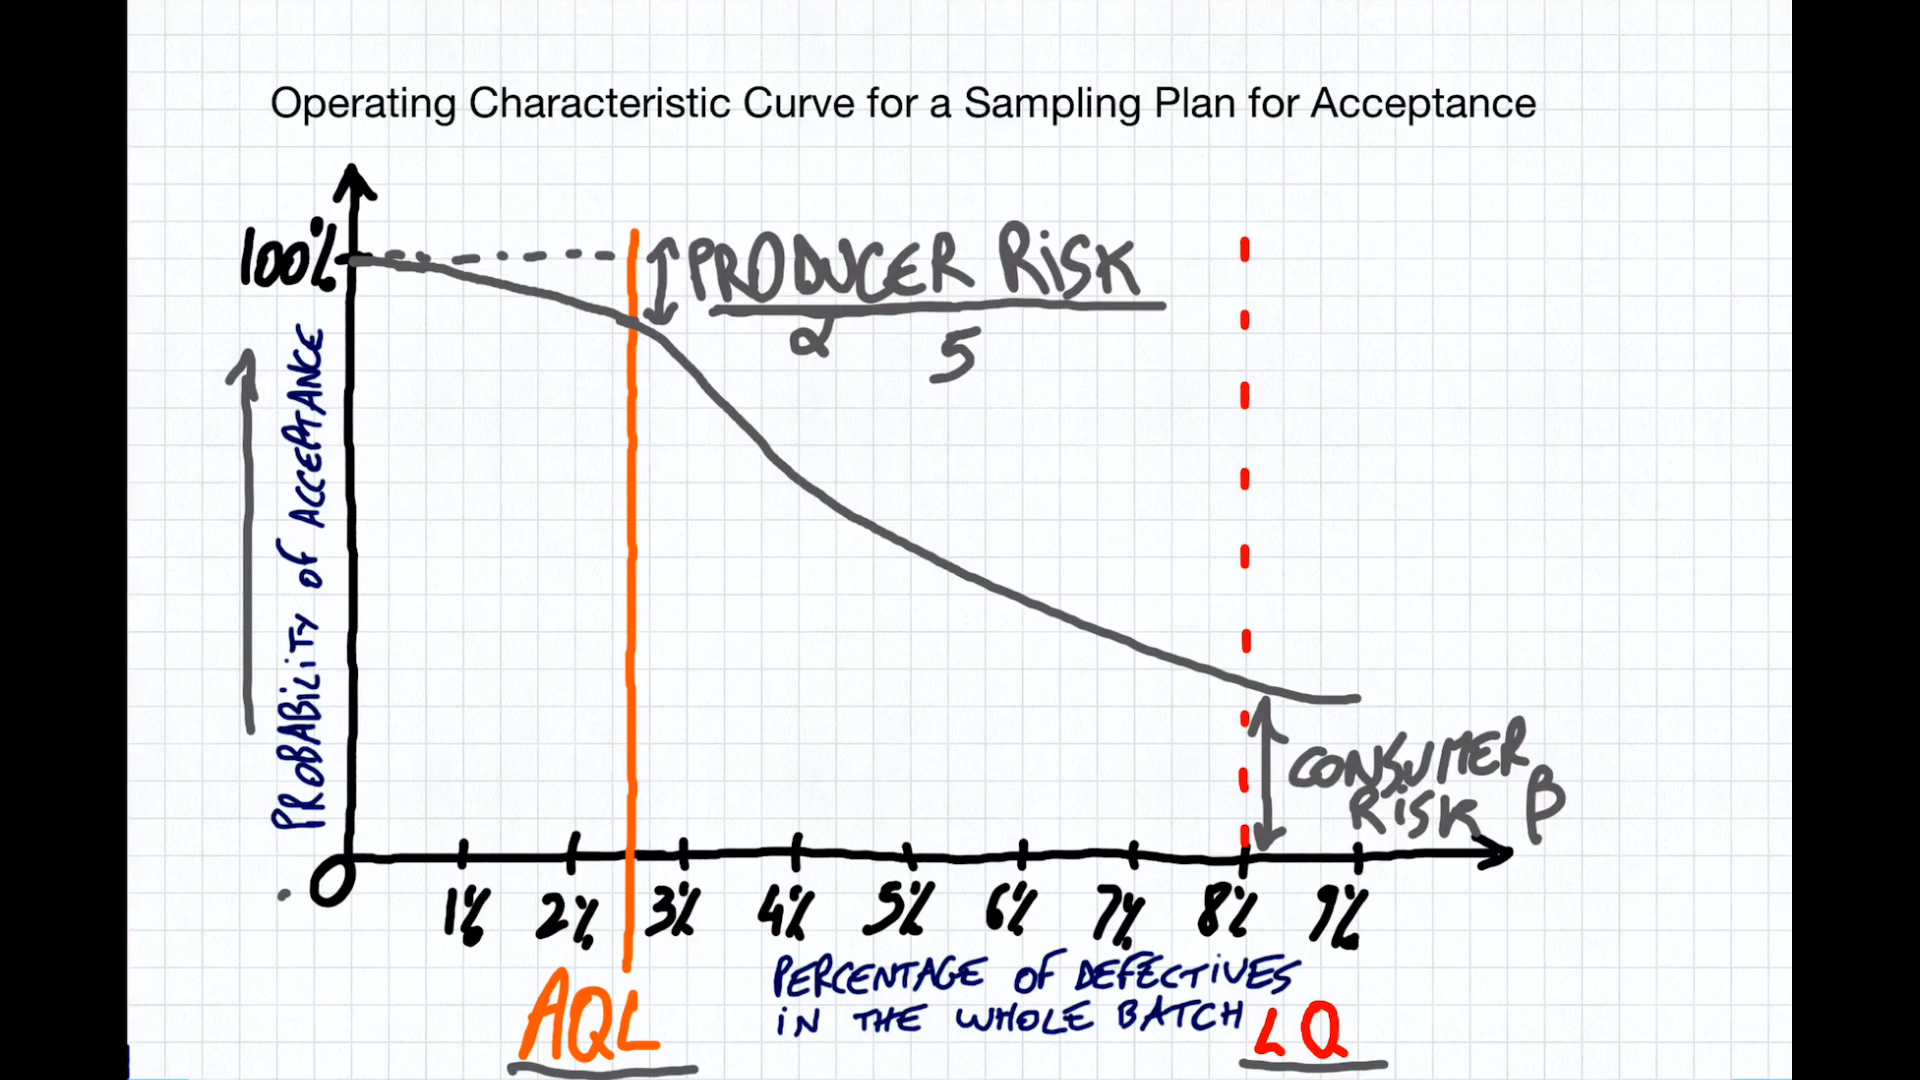 Operating Characteristic Curve for a Sampling Plan for Acceptance
100%
PRODUCER RISK
α 5
PROBABILITY OF ACCEPTANCE
CONSUMER
RISK β
0
1% 2% 3% 4% 5% 6% 7% 8% 9%
PERCENTAGE OF DEFECTIVES
IN THE WHOLE BATCH
AQL
LQ